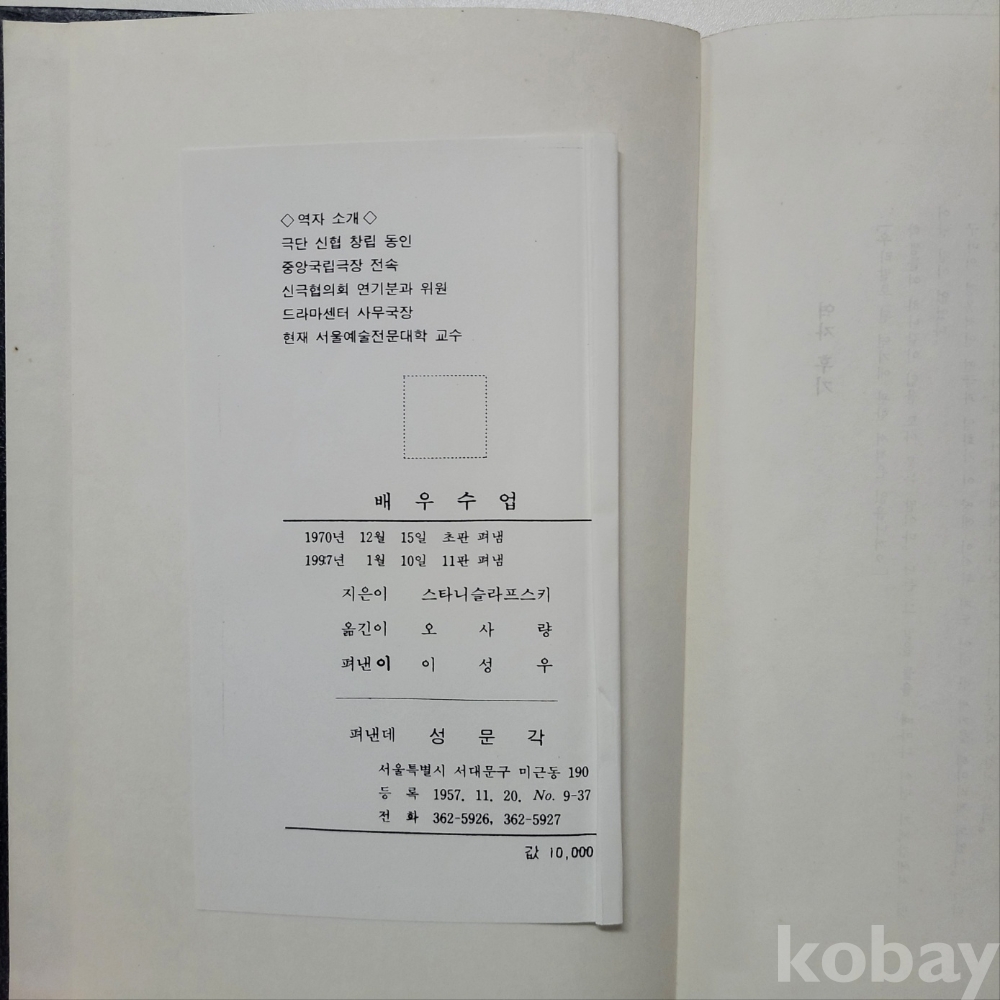 ◇역자 소개◇
극단 신협 창립 동인
중앙국립극장 전속
신극협의회 연기분과 위원
드라마센터 사무국장
현재 서울예술전문대학 교수
배 우 수 업
1970년 12월 15일 초판 펴냄
1997년 1월 10일 11판 펴냄
지은이 스타니슬라프스키
옮긴이 오 사 량
펴낸이 이 성 우
펴낸데 성 문 각
서울특별시 서대문구 미근동 190
등 록 1957. 11. 20. No. 9-37
전 화 362-5926, 362-5927
값 10,000
역자 후기
kobay